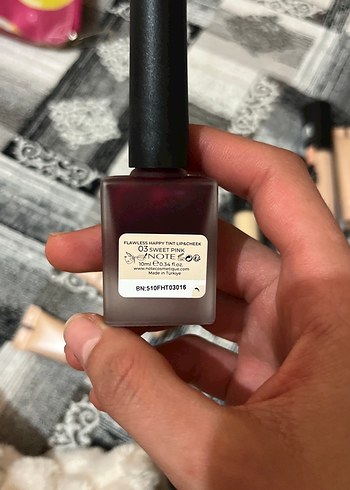 FLAWLESS HAPPY TINT LIP&CHEEK
03 SWEET PINK
NOTE
10ml ℮0.34 fl.oz.
www.notecosmetique.com
Made in Turkiye
BN:510FHT03016